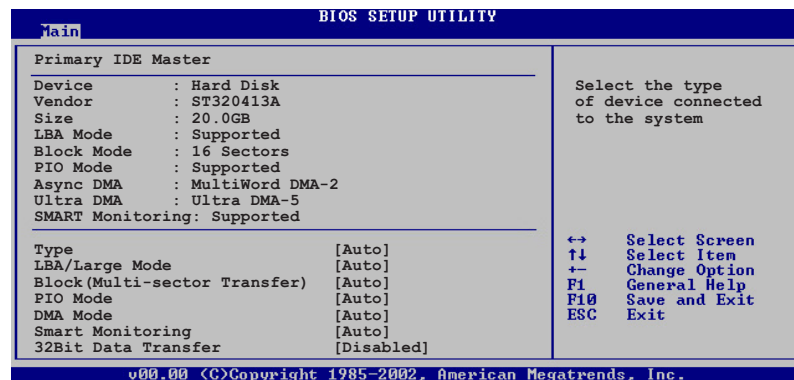 BIOS SETUP UTILITY
Main
Primary IDE Master
Device : Hard Disk
Vendor : ST320413A
Size : 20.0GB
LBA Mode : Supported
Block Mode : 16 Sectors
PIO Mode : Supported
Async DMA : MultiWord DMA-2
Ultra DMA : Ultra DMA-5
SMART Monitoring: Supported
Type [Auto]
LBA/Large Mode [Auto]
Block(Multi-sector Transfer) [Auto]
PIO Mode [Auto]
DMA Mode [Auto]
Smart Monitoring [Auto]
32Bit Data Transfer [Disabled]
Select the type
of device connected
to the system
←→ Select Screen
↑↓ Select Item
+- Change Option
F1 General Help
F10 Save and Exit
ESC Exit
v00.00 (C)Copyright 1985-2002, American Megatrends, Inc.